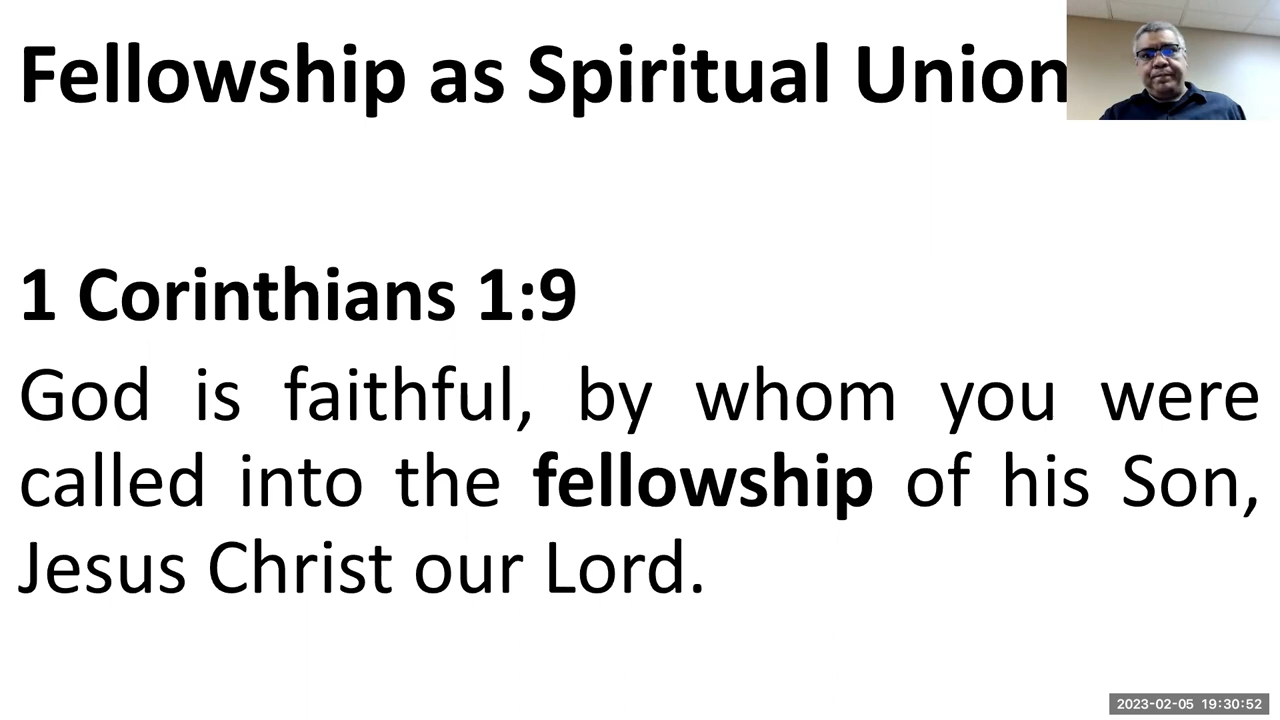 Fellowship as Spiritual Union
1 Corinthians 1:9
God is faithful, by whom you were
called into the fellowship of his Son,
Jesus Christ our Lord.
2023-02-05 19:30:52